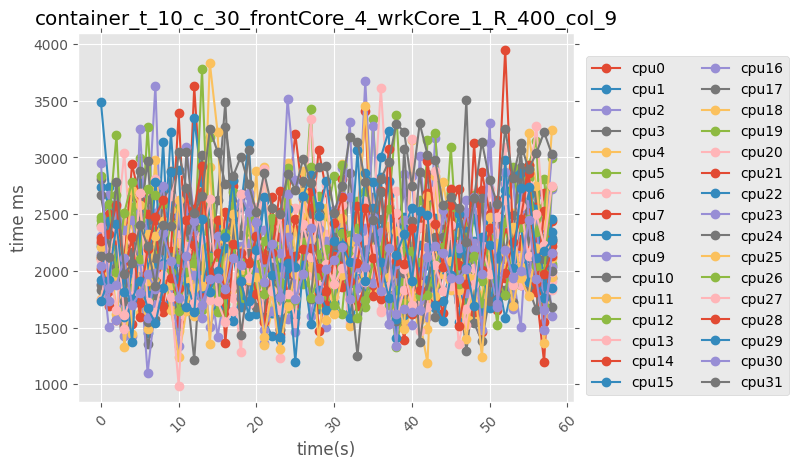 container_t_10_c_30_frontCore_4_wrkCore_1_R_400_col_9
4000
3500
3000
2500
2000
1500
1000
time ms
0
10
20
30
40
50
60
time(s)
cpu0
cpu1
cpu2
cpu3
cpu4
cpu5
cpu6
cpu7
cpu8
cpu9
cpu10
cpu11
cpu12
cpu13
cpu14
cpu15
cpu16
cpu17
cpu18
cpu19
cpu20
cpu21
cpu22
cpu23
cpu24
cpu25
cpu26
cpu27
cpu28
cpu29
cpu30
cpu31